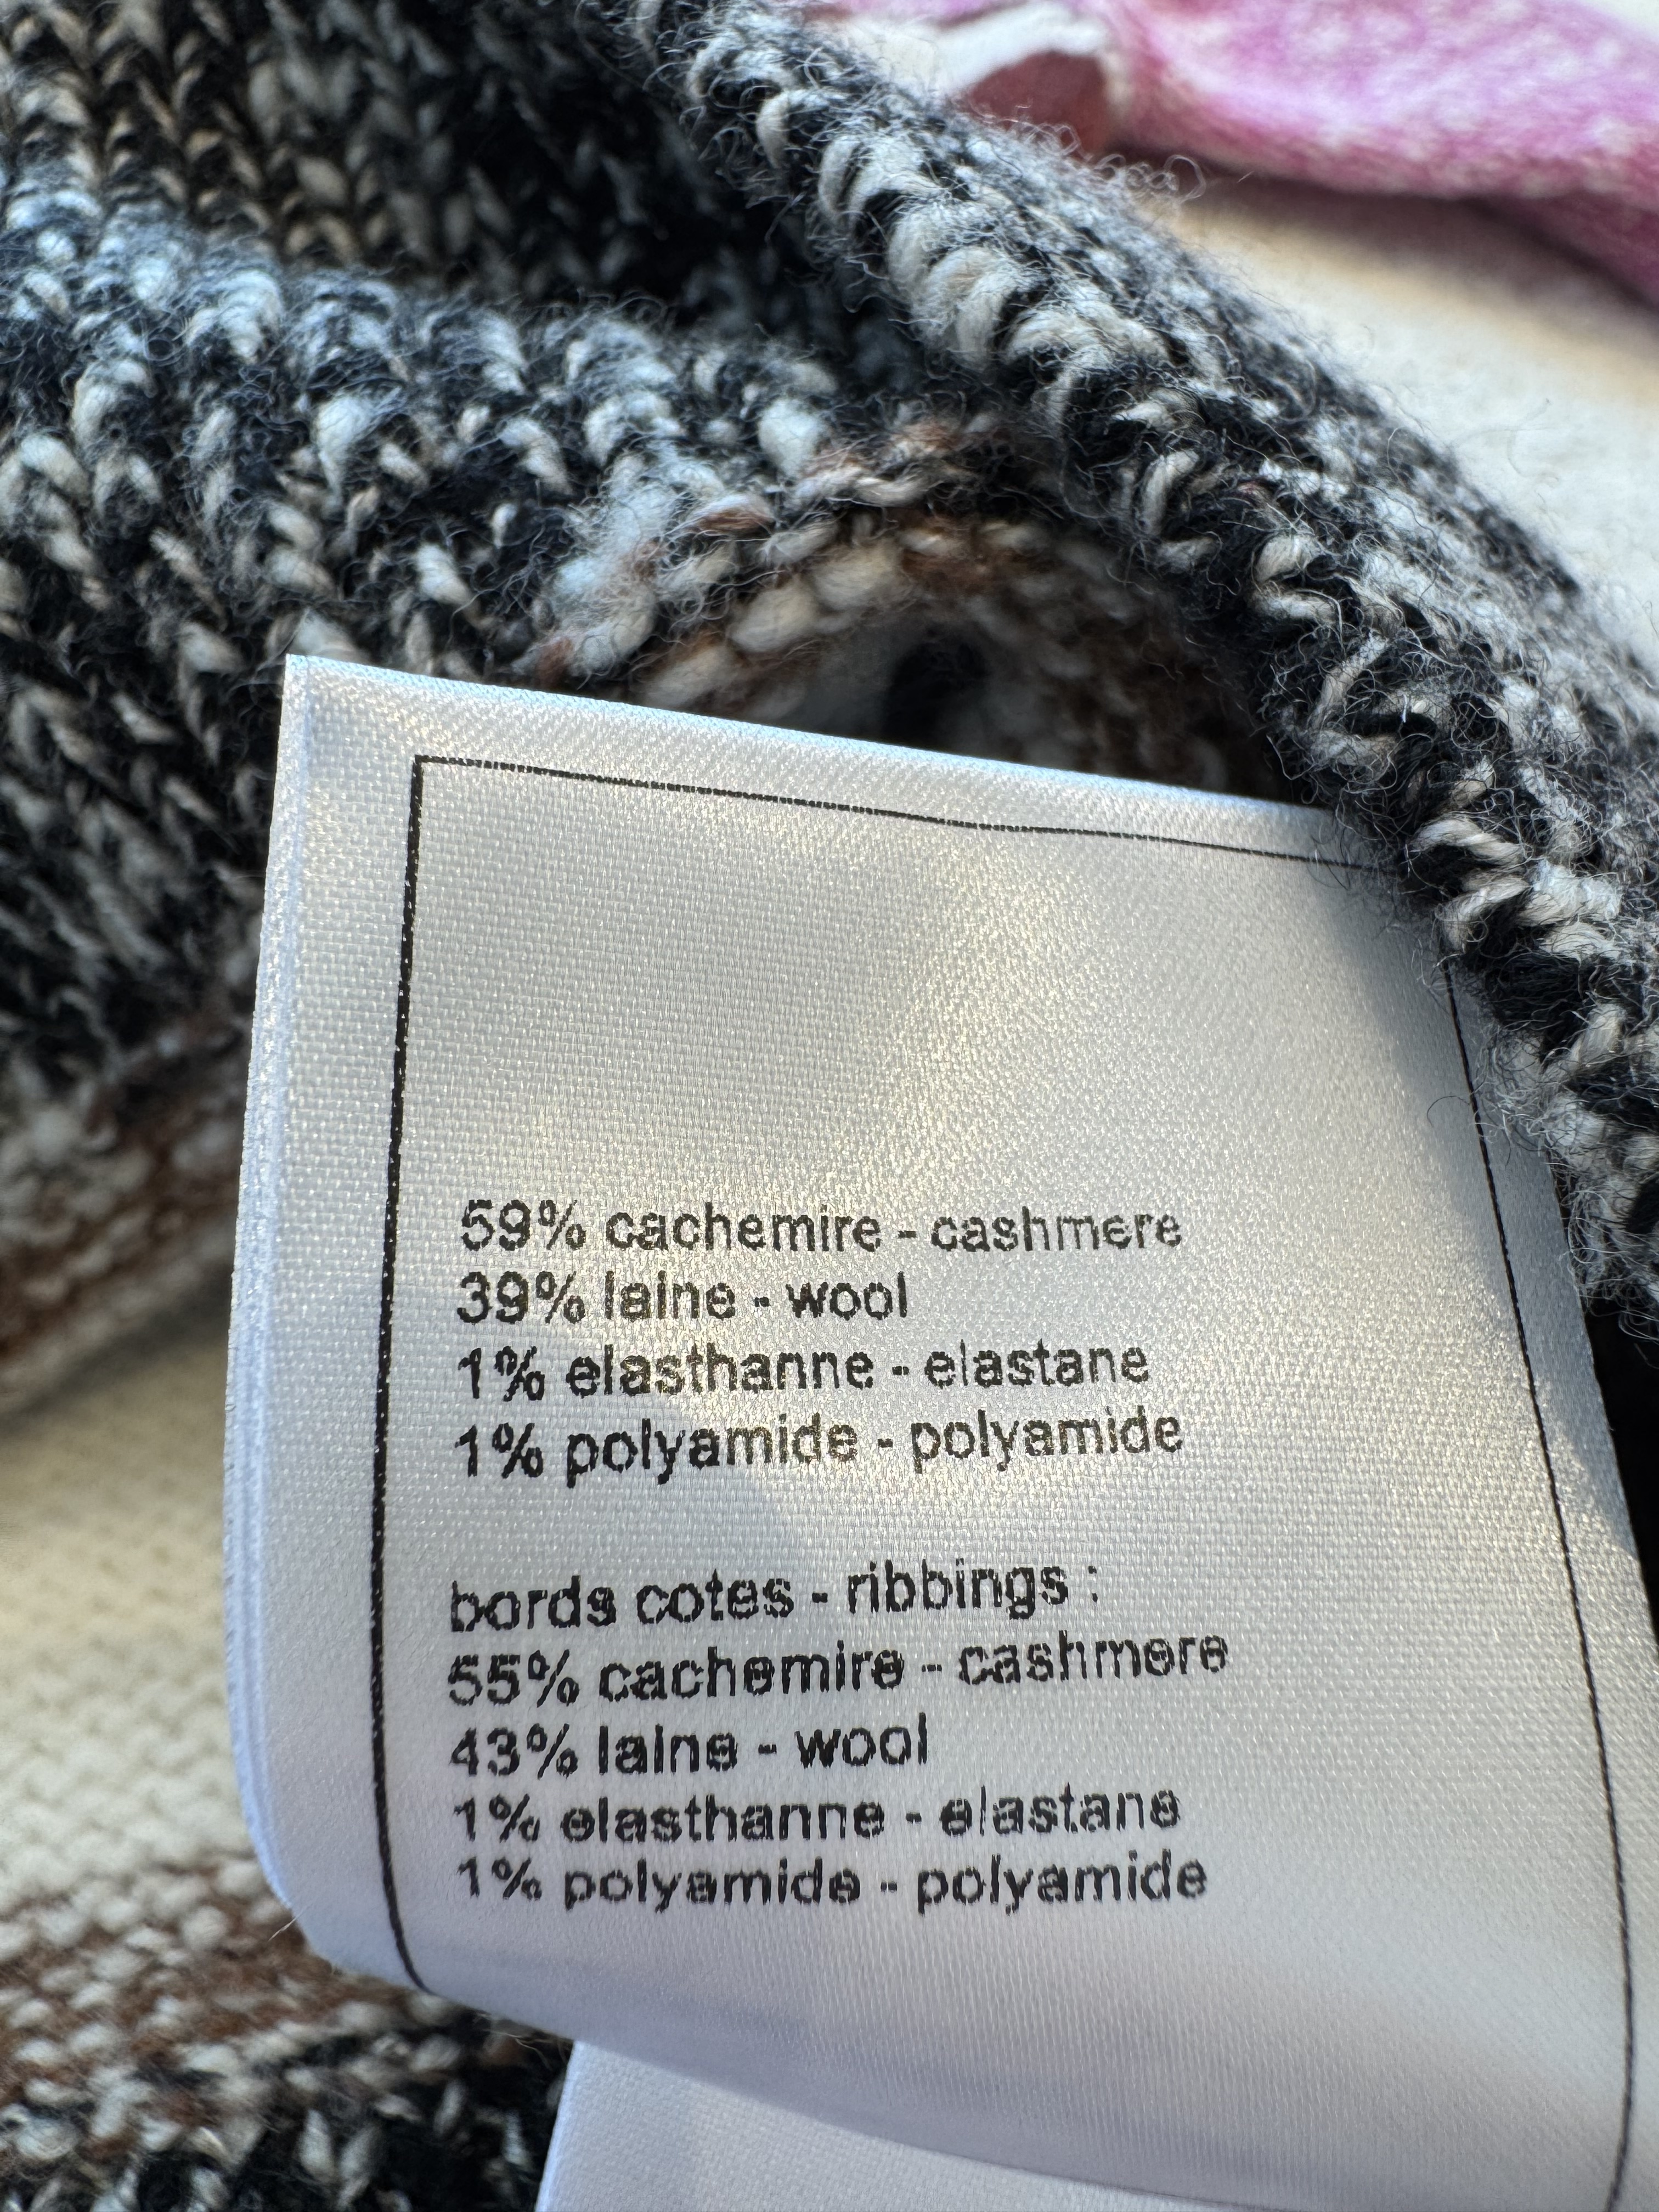 59% cachemire - cashmere
39% laine - wool
1% elasthanne - elastane
1% polyamide - polyamide
bords cotes - ribbings :
55% cachemire - cashmere
43% laine - wool
1% elasthanne - elastane
1% polyamide - polyamide